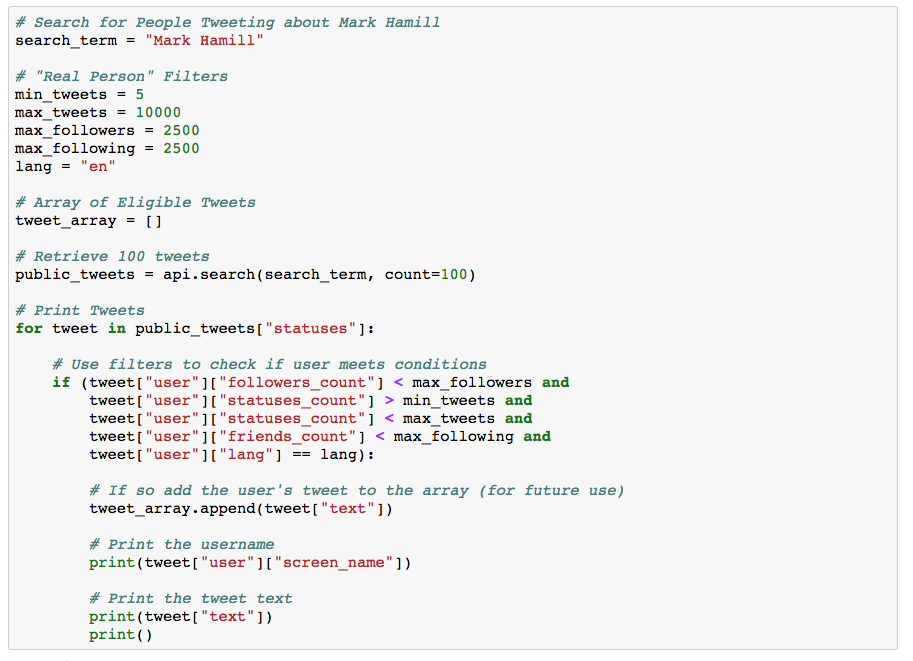 # Search for People Tweeting about Mark Hamill
search_term = "Mark Hamill"
# "Real Person" Filters
min_tweets = 5
max_tweets = 10000
max_followers = 2500
max_following = 2500
lang = "en"
# Array of Eligible Tweets
tweet_array = []
# Retrieve 100 tweets
public_tweets = api.search(search_term, count=100)
# Print Tweets
for tweet in public_tweets["statuses"]:
    # Use filters to check if user meets conditions
    if (tweet["user"]["followers_count"] < max_followers and
        tweet["user"]["statuses_count"] > min_tweets and
        tweet["user"]["statuses_count"] < max_tweets and
        tweet["user"]["friends_count"] < max_following and
        tweet["user"]["lang"] == lang):
        # If so add the user's tweet to the array (for future use)
        tweet_array.append(tweet["text"])
        # Print the username
        print(tweet["user"]["screen_name"])
        # Print the tweet text
        print(tweet["text"])
        print()